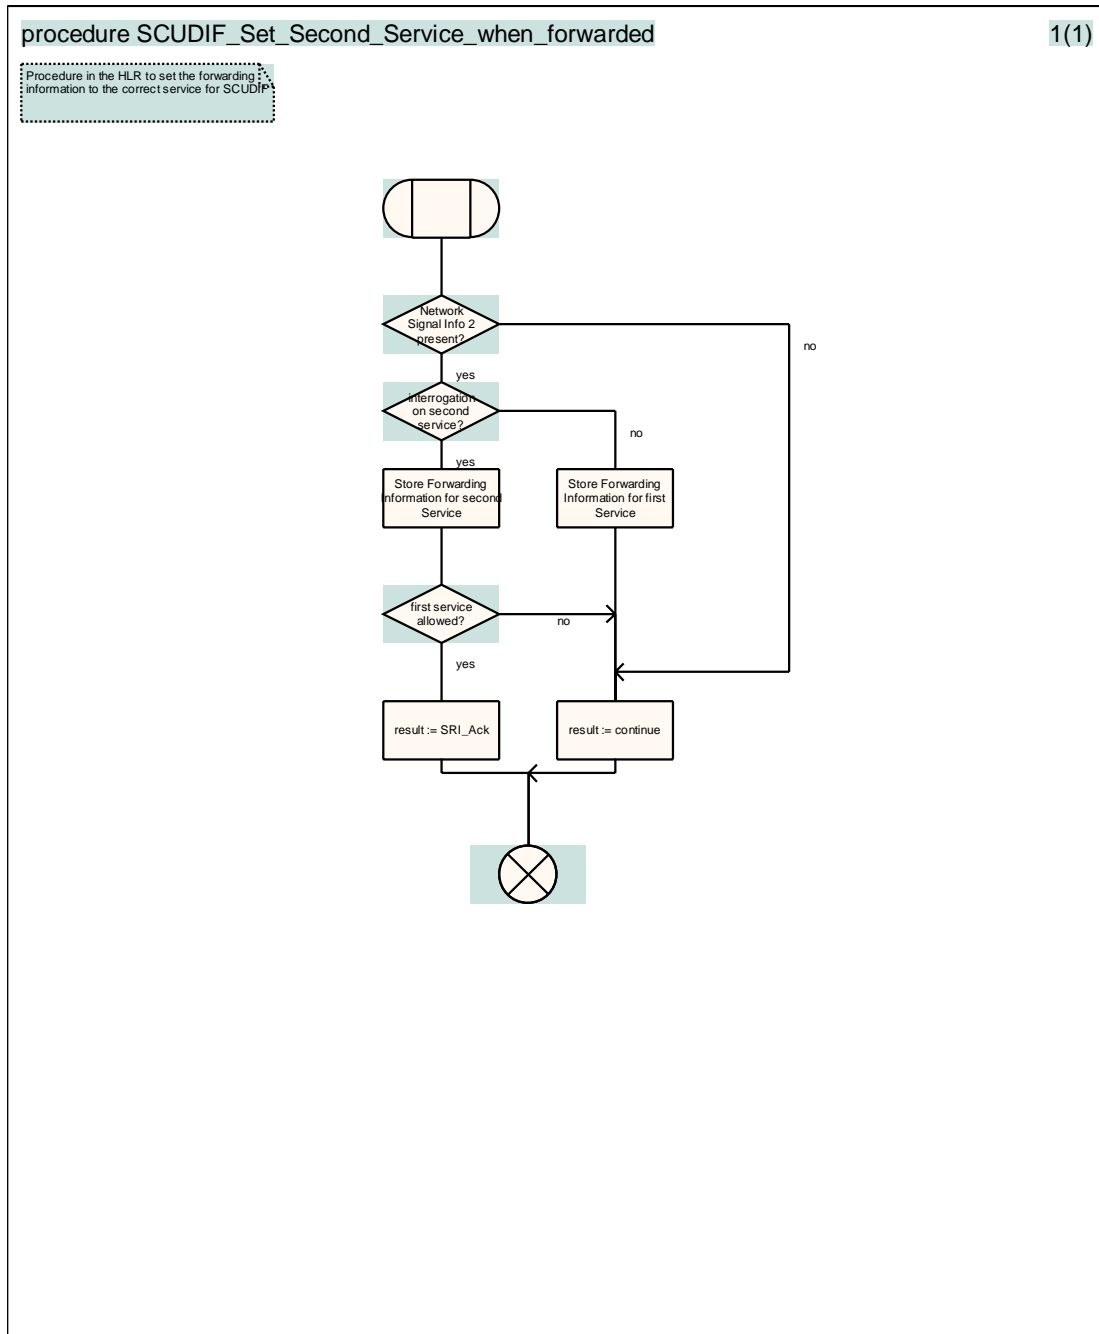 procedure SCUDIF_Set_Second_Service_when_forwarded
1(1)
Procedure in the HLR to set the forwarding
information to the correct service for SCUDIF
Network
Signal Info 2
present?
no
yes
interrogation
on second
service?
no
yes
Store Forwarding
Information for second
Service
Store Forwarding
Information for first
Service
first service
allowed?
no
yes
result := SRI_Ack
result := continue